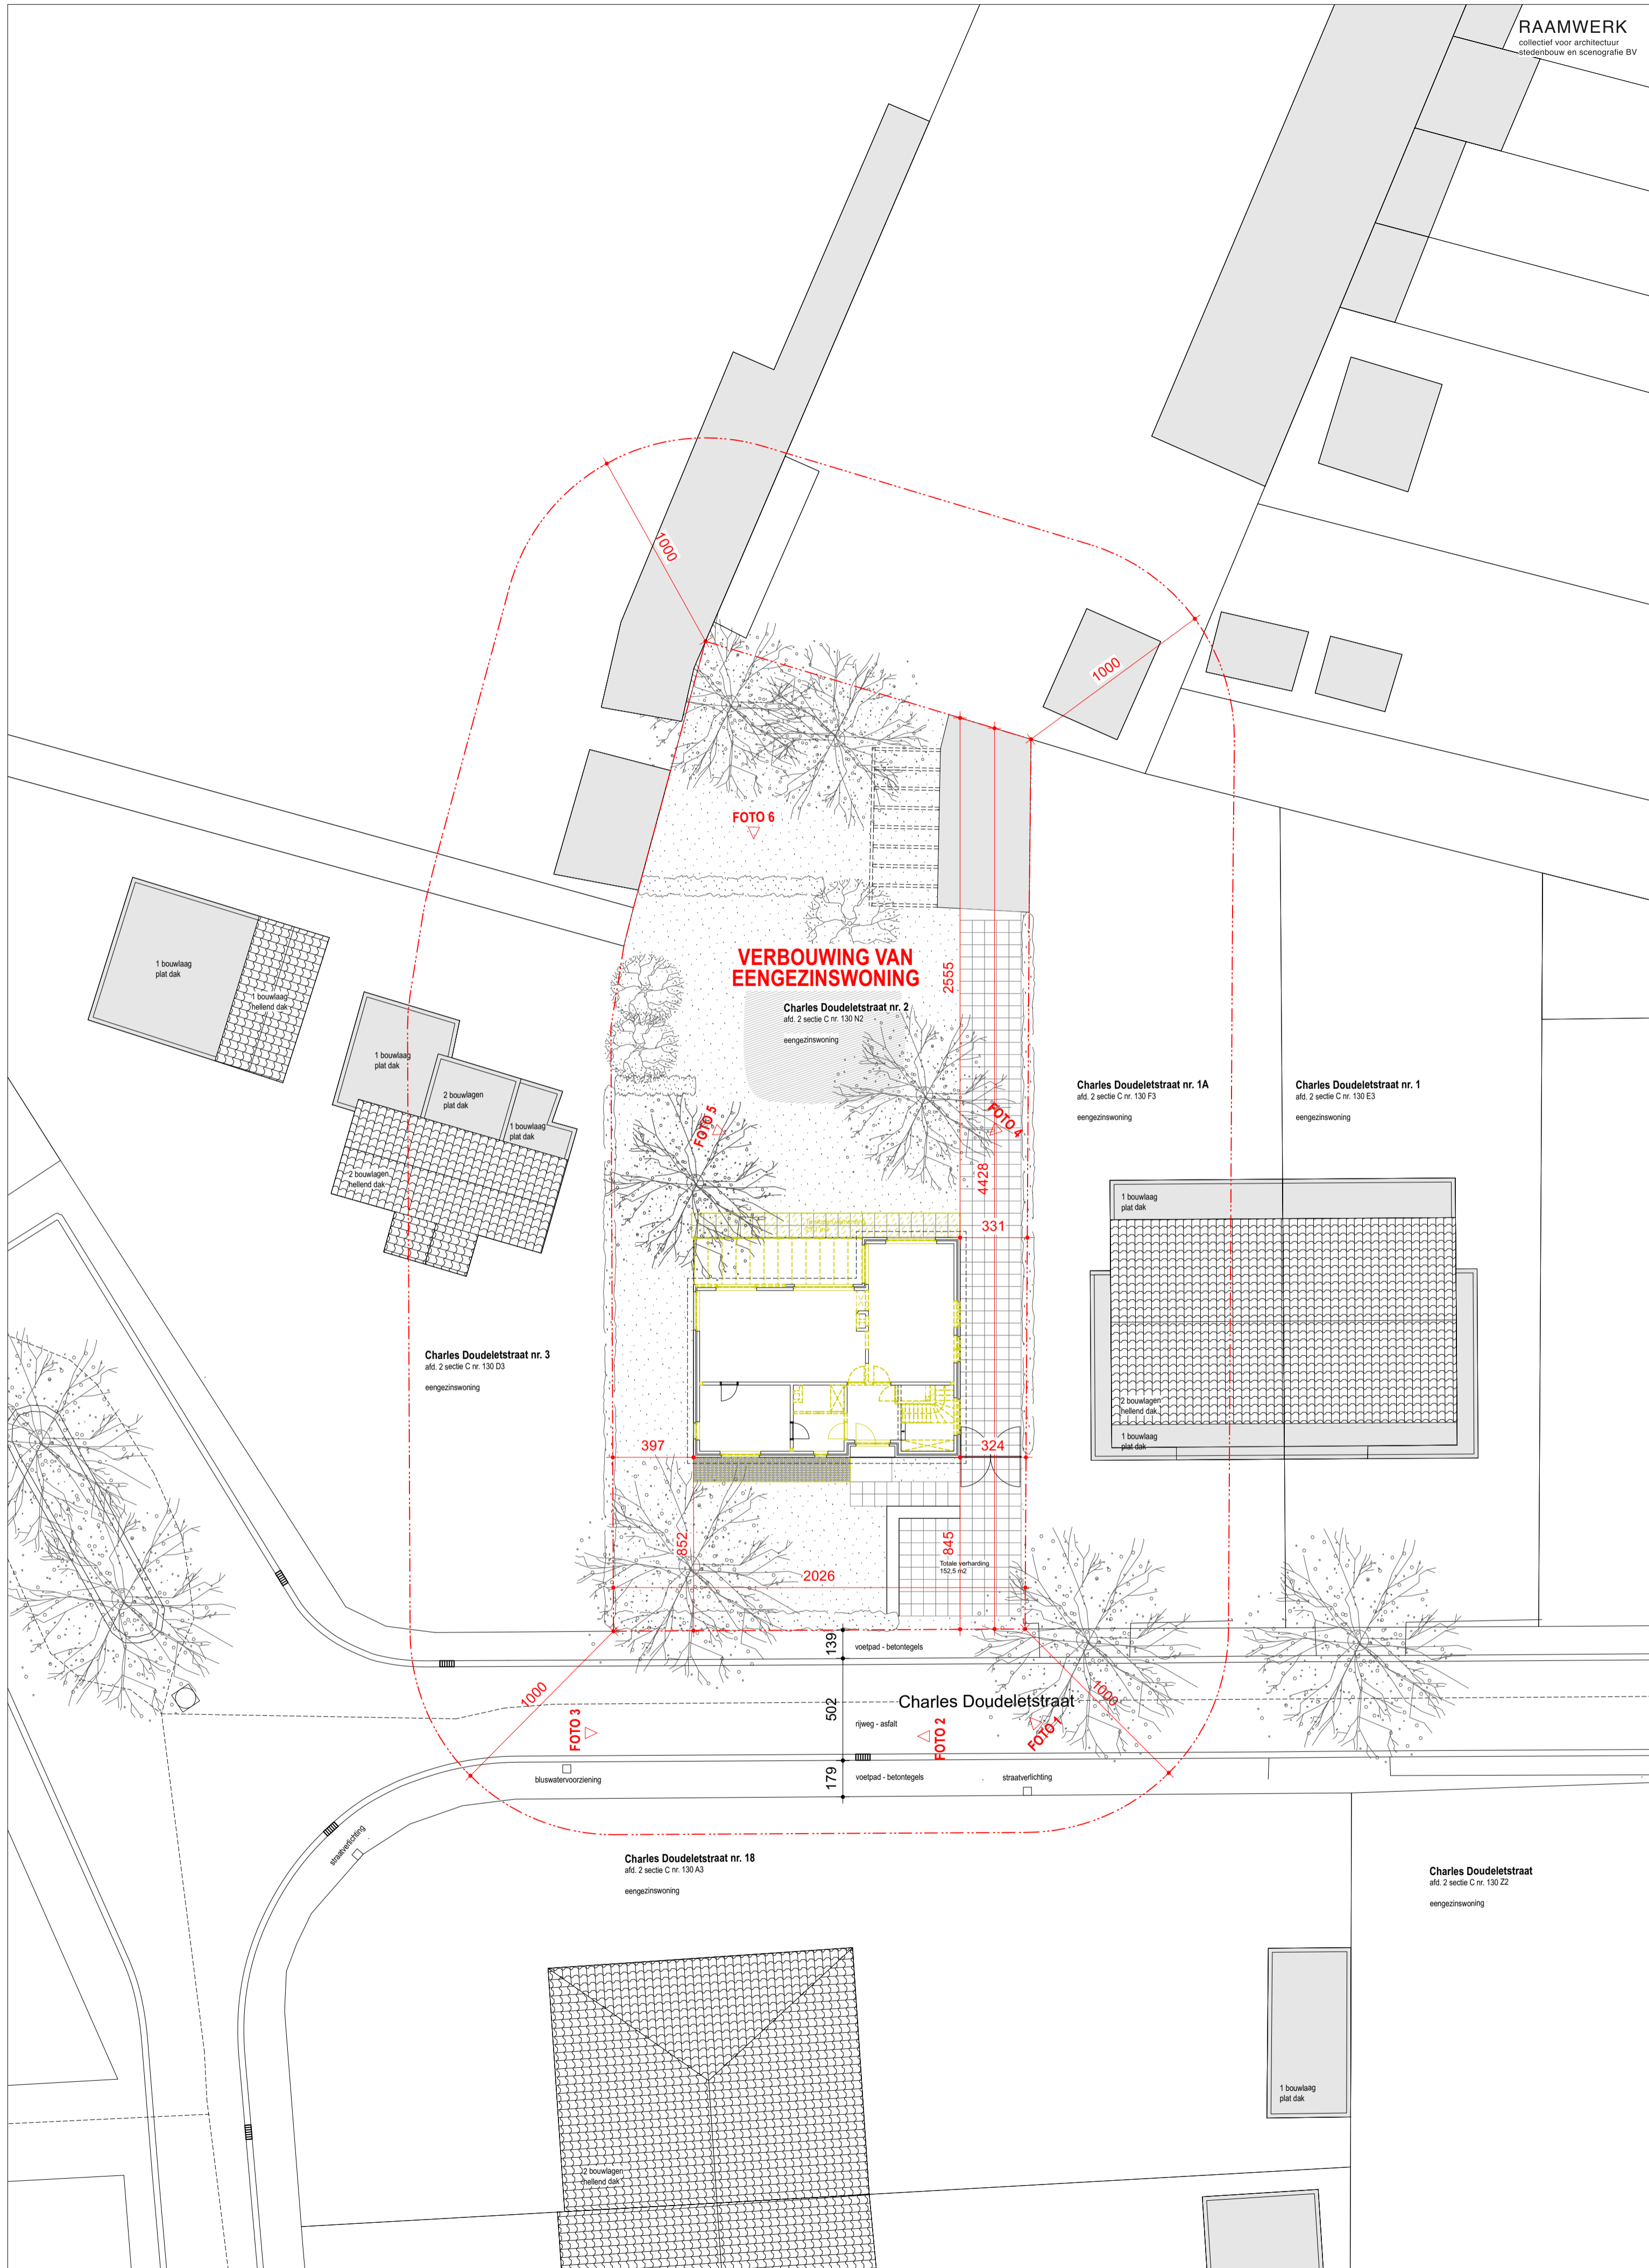 RAAMWERK
collectief voor architectuur
stedenbouw en scenografie BV
1000
1000
FOTO 6
VERBOUWING VAN
EENGEZINSWONING
Charles Doudeletstraat nr. 2
afd. 2 sectie C nr. 130 N2
eengezinswoning
2555
1 bouwlaag
plat dak
1 bouwlaag
hellend dak
1 bouwlaag
plat dak
2 bouwlagen
plat dak
1 bouwlaag
plat dak
2 bouwlagen
hellend dak
FOTO 5
FOTO 4
4428
331
Charles Doudeletstraat nr. 1A
afd. 2 sectie C nr. 130 F3
eengezinswoning
Charles Doudeletstraat nr. 1
afd. 2 sectie C nr. 130 E3
eengezinswoning
1 bouwlaag
plat dak
2 bouwlagen
hellend dak
1 bouwlaag
plat dak
Charles Doudeletstraat nr. 3
afd. 2 sectie C nr. 130 D3
eengezinswoning
397
324
852
845
Totale verharding
152,5 m2
2026
139
voetpad - betontegels
1000
502
Charles Doudeletstraat
1000
rijweg - asfalt
FOTO 3
FOTO 2
FOTO 1
179
voetpad - betontegels
bluswatervoorziening
straatverlichting
straatverlichting
Charles Doudeletstraat nr. 18
afd. 2 sectie C nr. 130 A3
eengezinswoning
Charles Doudeletstraat
afd. 2 sectie C nr. 130 Z2
eengezinswoning
1 bouwlaag
plat dak
2 bouwlagen
hellend dak